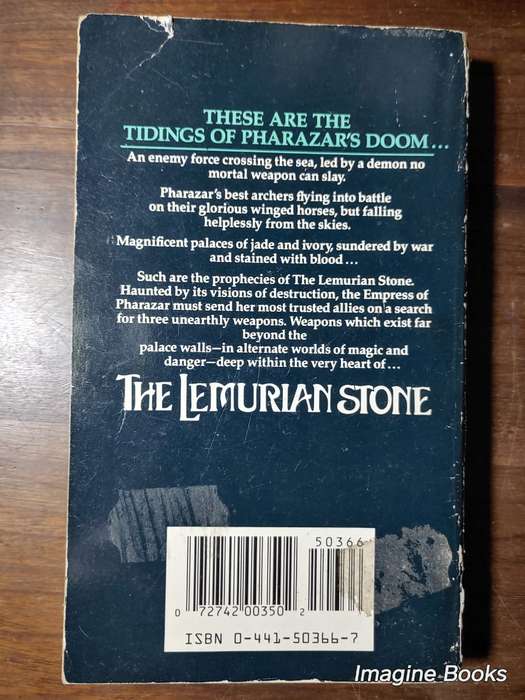 THESE ARE THE
TIDINGS OF PHARAZAR'S DOOM...
An enemy force crossing the sea, led by a demon no
mortal weapon can slay.
Pharazar's best archers flying into battle
on their glorious winged horses, but falling
helplessly from the skies.
Magnificent palaces of jade and ivory, sundered by war
and stained with blood...
Such are the prophecies of The Lemurian Stone.
Haunted by its visions of destruction, the Empress of
Pharazar must send her most trusted allies on a search
for three unearthly weapons. Weapons which exist far
beyond the
palace walls—in alternate worlds of magic and
danger—deep within the very heart of...
THE LEMURIAN STONE
50366
0 72742 00350 2
ISBN 0-441-50366-7
Imagine Books